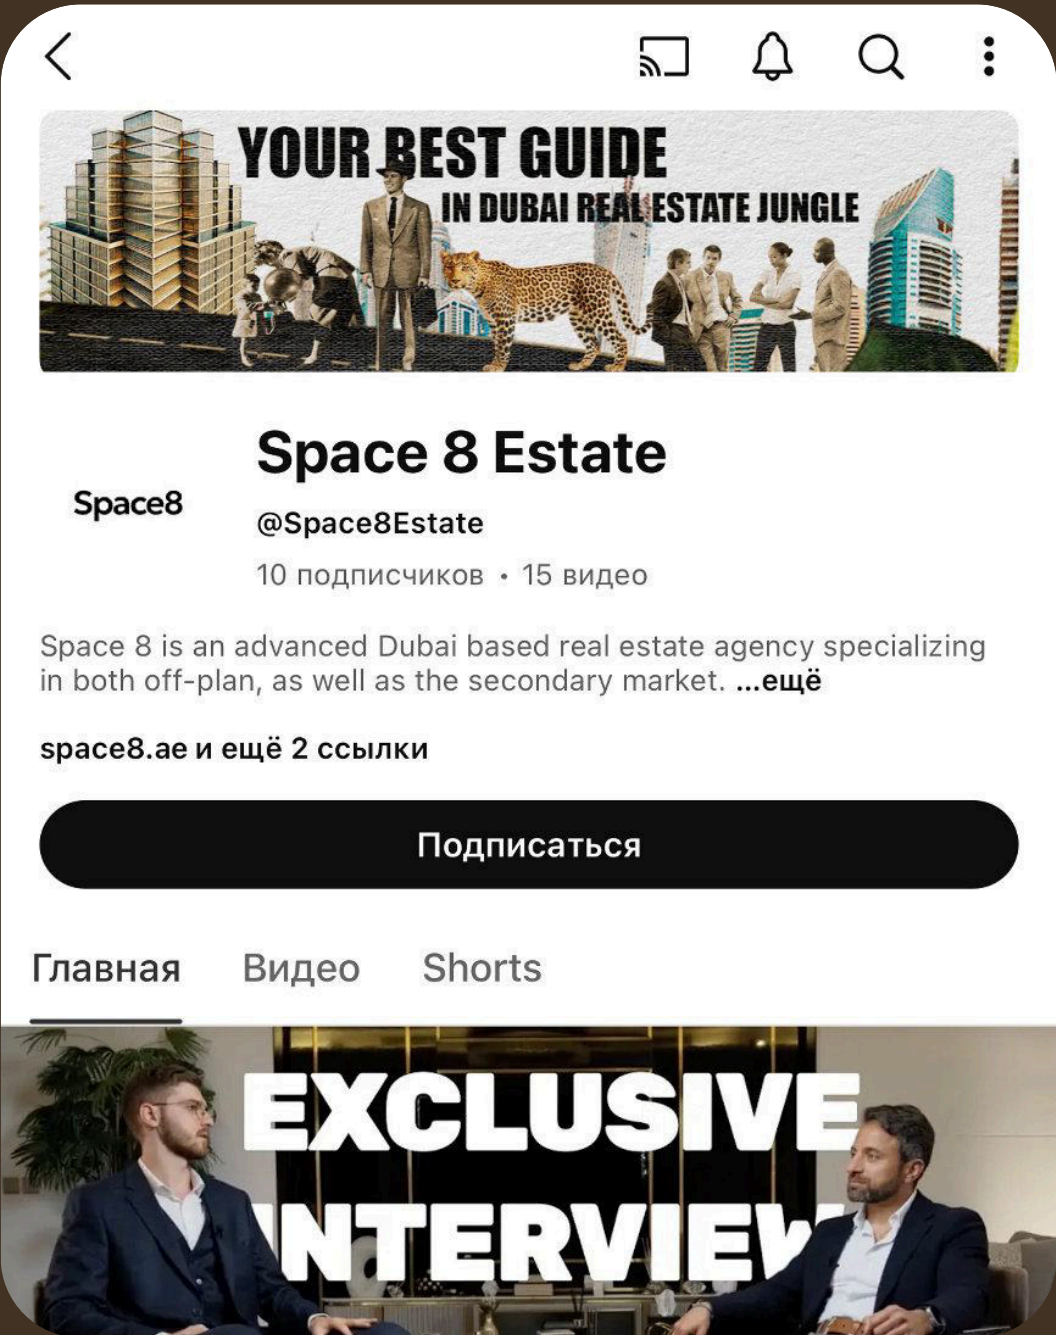 YOUR BEST GUIDE
IN DUBAI REAL ESTATE JUNGLE
Space8
Space 8 Estate
@Space8Estate
10 подписчиков • 15 видео
Space 8 is an advanced Dubai based real estate agency specializing
in both off-plan, as well as the secondary market. ...ещё
space8.ae и ещё 2 ссылки
Подписаться
Главная Видео Shorts
EXCLUSIVE
INTERVIEW